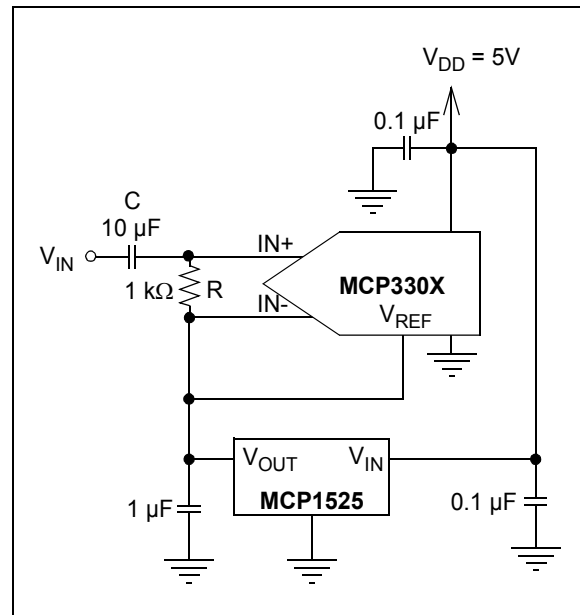 V_DD = 5V
0.1 µF
C
10 µF
V_IN
IN+
1 kΩ
R
MCP330X
IN-
V_REF
V_OUT
V_IN
MCP1525
1 µF
0.1 µF